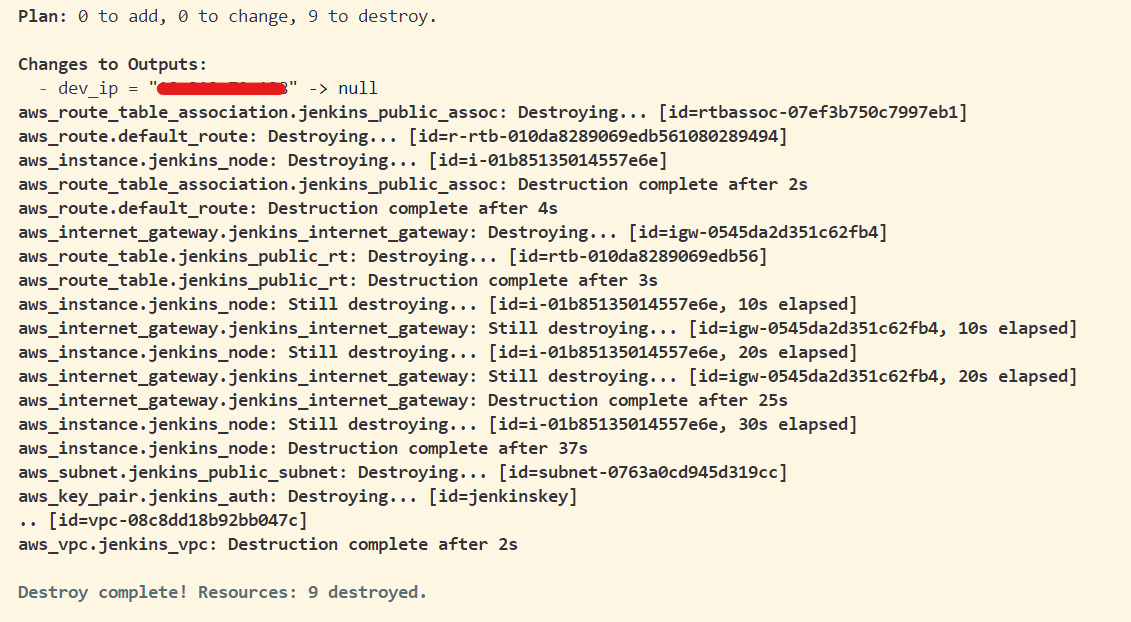 Plan: 0 to add, 0 to change, 9 to destroy.
Changes to Outputs:
- dev_ip = "" -> null
aws_route_table_association.jenkins_public_assoc: Destroying... [id=rtbassoc-07ef3b750c7997eb1]
aws_route.default_route: Destroying... [id=r-rtb-010da8289069edb561080289494]
aws_instance.jenkins_node: Destroying... [id=i-01b85135014557e6e]
aws_route_table_association.jenkins_public_assoc: Destruction complete after 2s
aws_route.default_route: Destruction complete after 4s
aws_internet_gateway.jenkins_internet_gateway: Destroying... [id=igw-0545da2d351c62fb4]
aws_route_table.jenkins_public_rt: Destroying... [id=rtb-010da8289069edb56]
aws_route_table.jenkins_public_rt: Destruction complete after 3s
aws_instance.jenkins_node: Still destroying... [id=i-01b85135014557e6e, 10s elapsed]
aws_internet_gateway.jenkins_internet_gateway: Still destroying... [id=igw-0545da2d351c62fb4, 10s elapsed]
aws_instance.jenkins_node: Still destroying... [id=i-01b85135014557e6e, 20s elapsed]
aws_internet_gateway.jenkins_internet_gateway: Still destroying... [id=igw-0545da2d351c62fb4, 20s elapsed]
aws_internet_gateway.jenkins_internet_gateway: Destruction complete after 25s
aws_instance.jenkins_node: Still destroying... [id=i-01b85135014557e6e, 30s elapsed]
aws_instance.jenkins_node: Destruction complete after 37s
aws_subnet.jenkins_public_subnet: Destroying... [id=subnet-0763a0cd945d319cc]
aws_key_pair.jenkins_auth: Destroying... [id=jenkinskey]
.. [id=vpc-08c8dd18b92bb047c]
aws_vpc.jenkins_vpc: Destruction complete after 2s
Destroy complete! Resources: 9 destroyed.